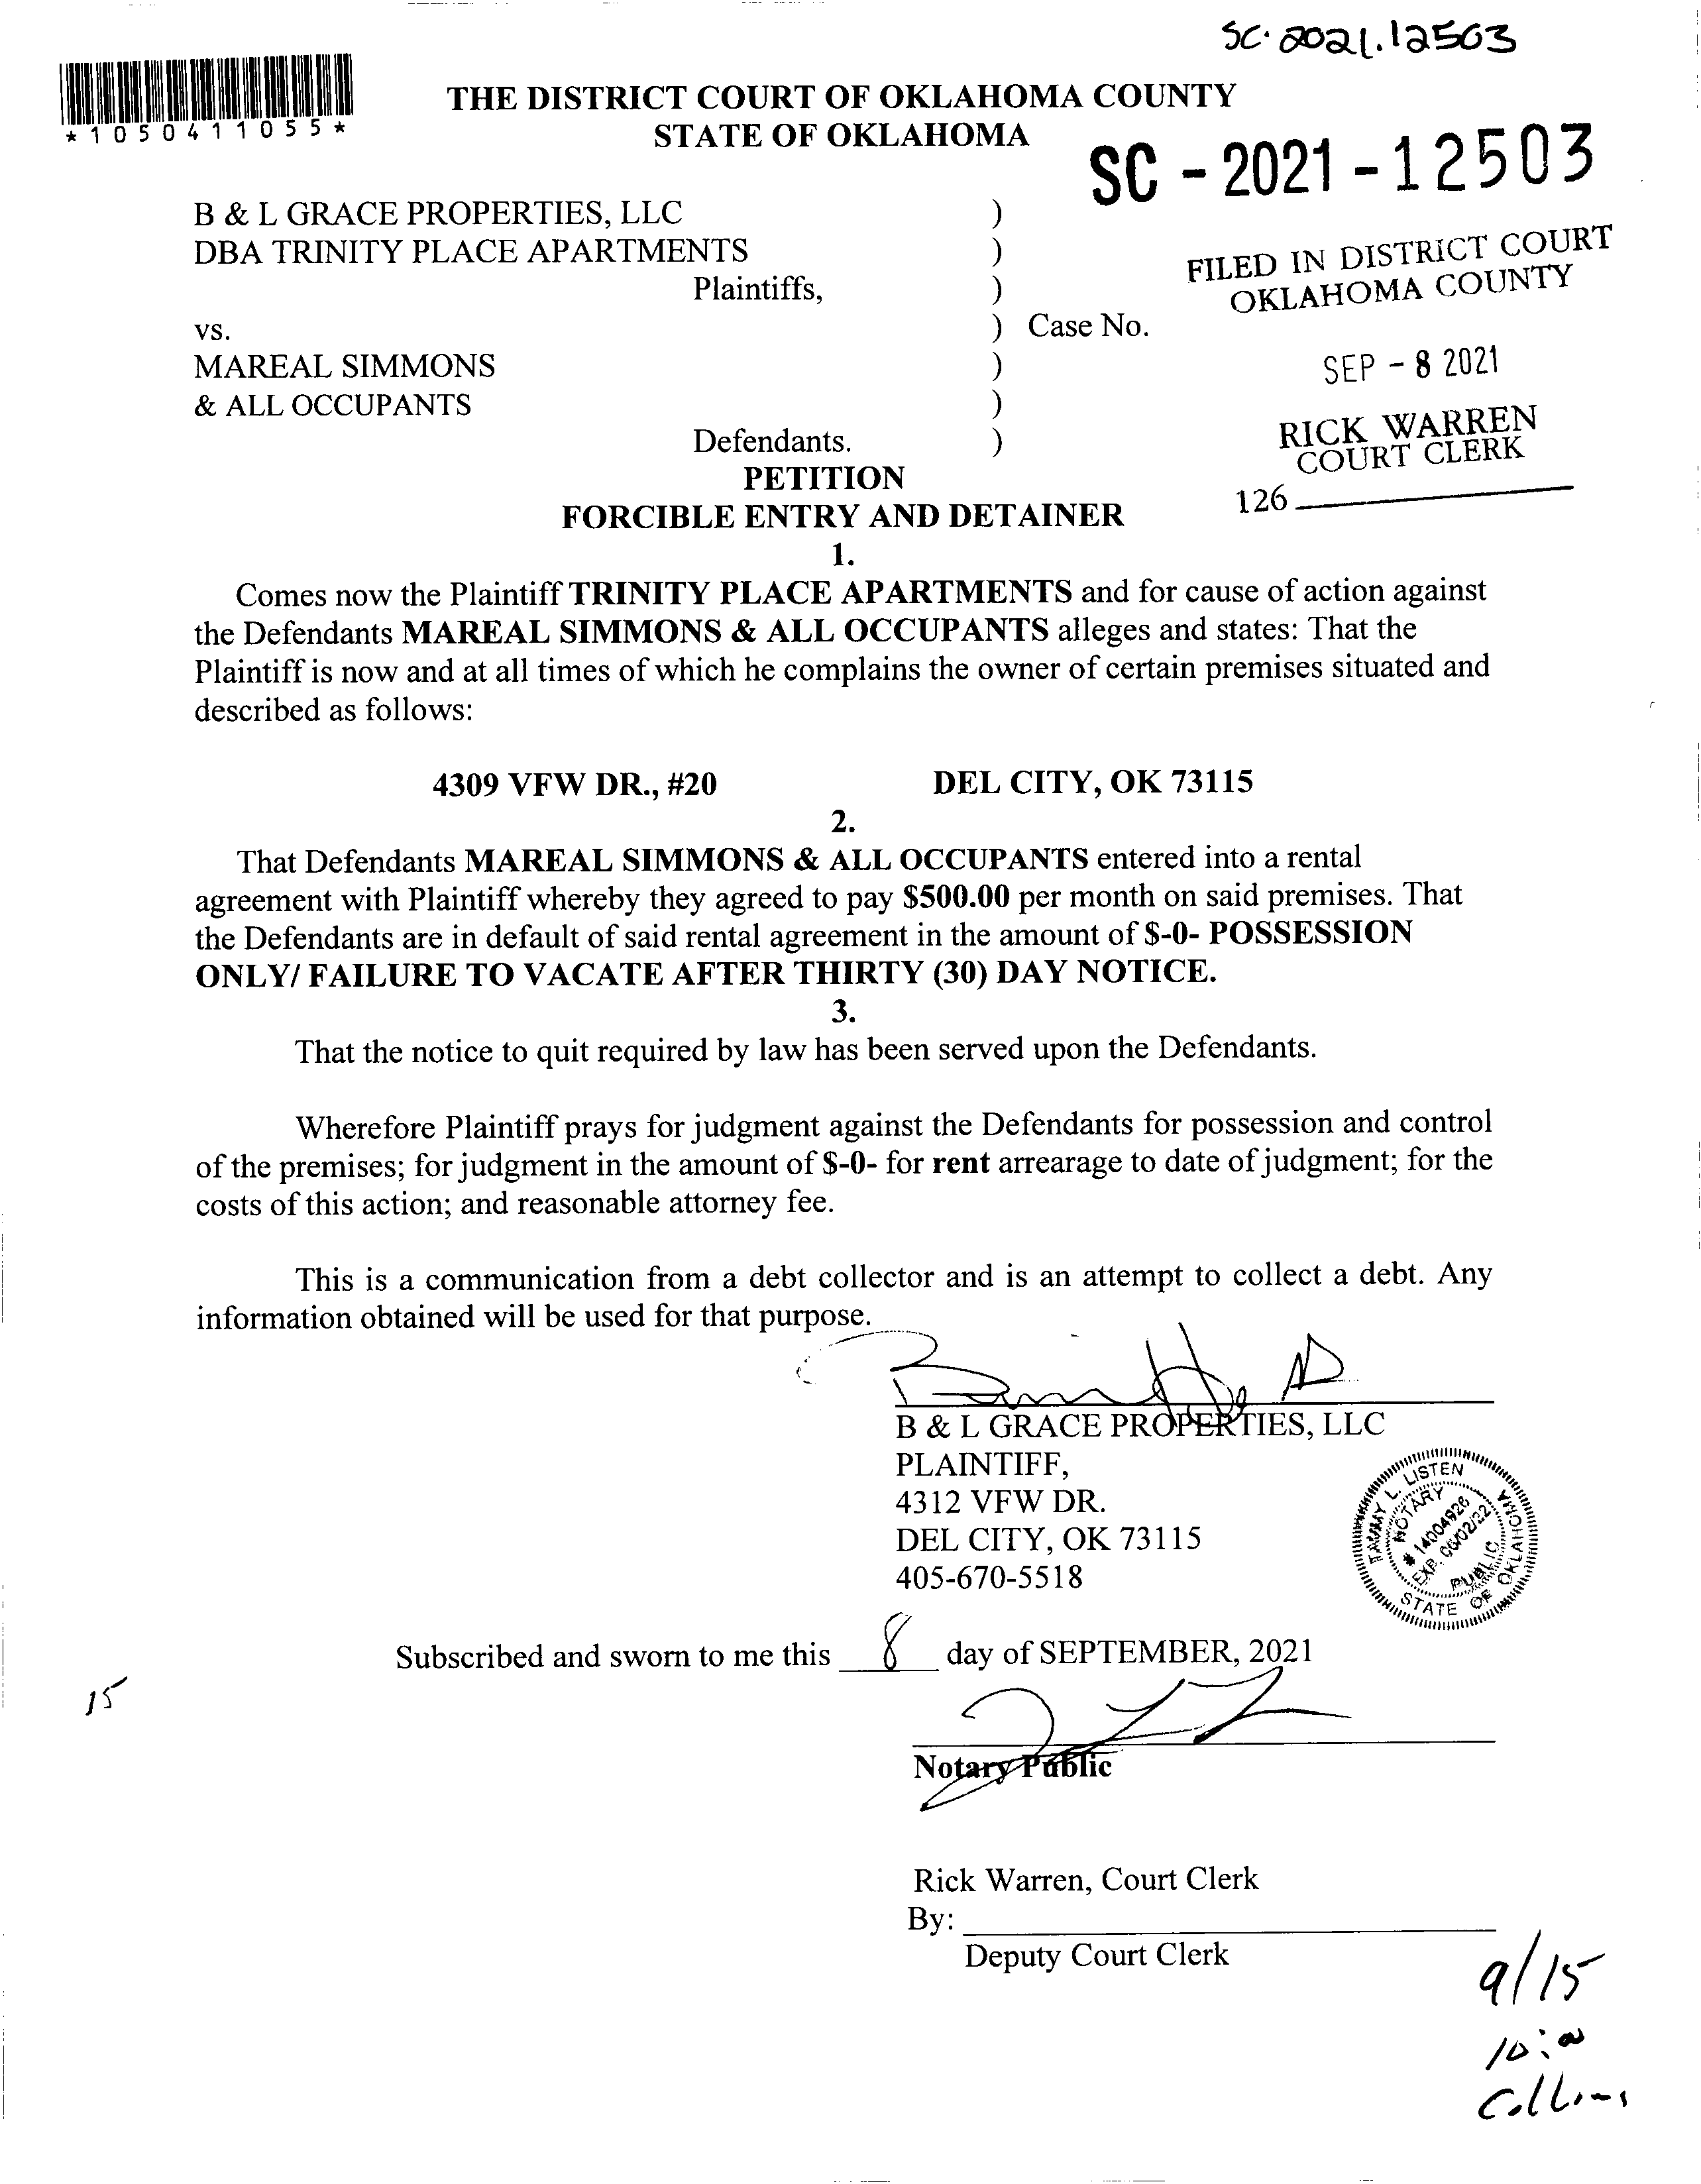 SC-2021-12503
*1050411055*
THE DISTRICT COURT OF OKLAHOMA COUNTY
STATE OF OKLAHOMA
SC - 2021 - 12503
B & L GRACE PROPERTIES, LLC )
DBA TRINITY PLACE APARTMENTS )
Plaintiffs, )
FILED IN DISTRICT COURT
OKLAHOMA COUNTY
vs. ) Case No.
MAREAL SIMMONS )
SEP - 8 2021
& ALL OCCUPANTS )
Defendants. )
RICK WARREN
COURT CLERK
126
PETITION
FORCIBLE ENTRY AND DETAINER
1.
Comes now the Plaintiff TRINITY PLACE APARTMENTS and for cause of action against
the Defendants MAREAL SIMMONS & ALL OCCUPANTS alleges and states: That the
Plaintiff is now and at all times of which he complains the owner of certain premises situated and
described as follows:
4309 VFW DR., #20 DEL CITY, OK 73115
2.
That Defendants MAREAL SIMMONS & ALL OCCUPANTS entered into a rental
agreement with Plaintiff whereby they agreed to pay $500.00 per month on said premises. That
the Defendants are in default of said rental agreement in the amount of $-0- POSSESSION
ONLY/ FAILURE TO VACATE AFTER THIRTY (30) DAY NOTICE.
3.
That the notice to quit required by law has been served upon the Defendants.
Wherefore Plaintiff prays for judgment against the Defendants for possession and control
of the premises; for judgment in the amount of $-0- for rent arrearage to date of judgment; for the
costs of this action; and reasonable attorney fee.
This is a communication from a debt collector and is an attempt to collect a debt. Any
information obtained will be used for that purpose.
B & L GRACE PROPERTIES, LLC
PLAINTIFF,
4312 VFW DR.
DEL CITY, OK 73115
405-670-5518
TAMMY L. LISTEN
NOTARY
# 14004926
EXP. 06/02/22
PUBLIC
STATE OF OKLAHOMA
Subscribed and sworn to me this 8 day of SEPTEMBER, 2021
15
Notary Public
Rick Warren, Court Clerk
By:
Deputy Court Clerk
9/15
10:00
Collins